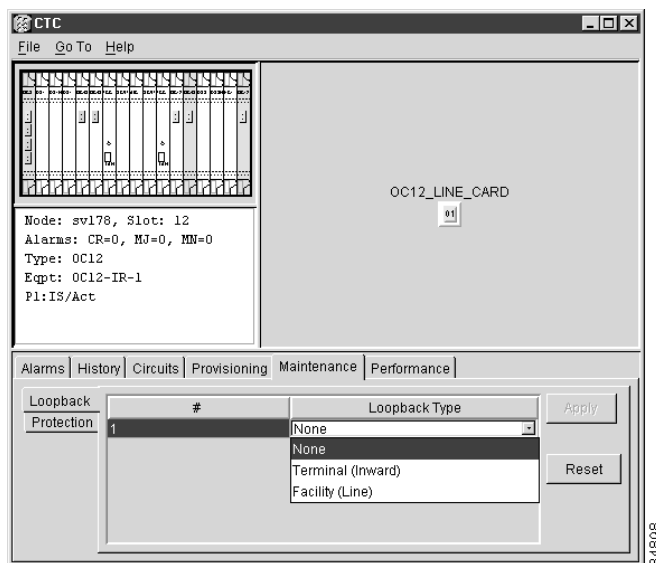 CTC
File Go To Help
OC12_LINE_CARD
01
Node: sv178, Slot: 12
Alarms: CR=0, MJ=0, MN=0
Type: OC12
Eqpt: OC12-IR-1
P1:IS/Act
Alarms History Circuits Provisioning Maintenance Performance
Loopback
Protection
# Loopback Type
1 None
None
Terminal (Inward)
Facility (Line)
Apply
Reset